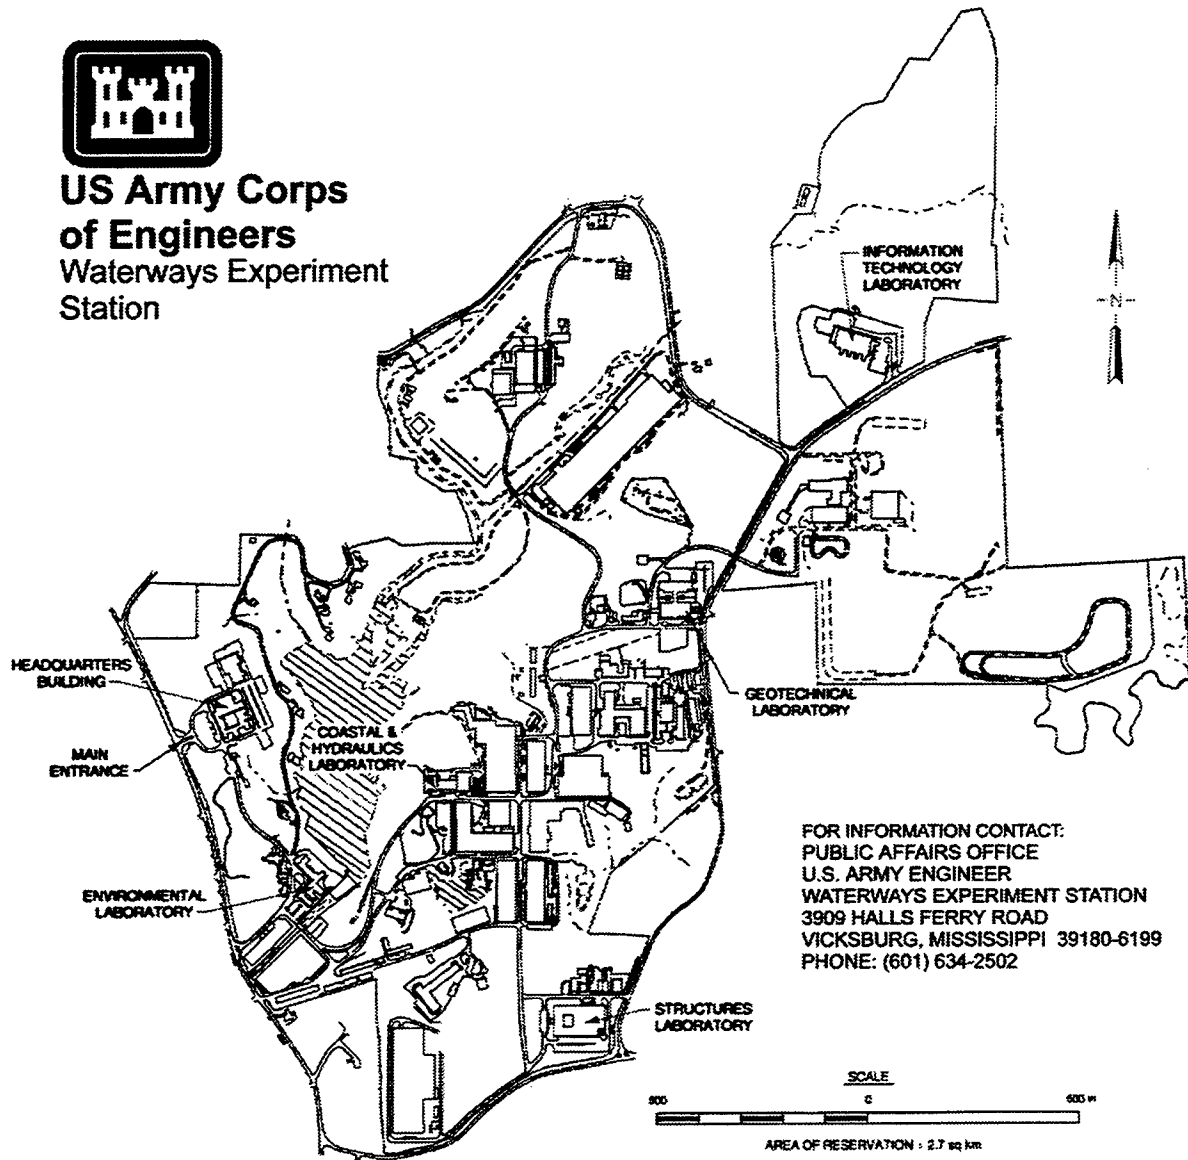 US Army Corps
of Engineers
Waterways Experiment
Station
INFORMATION
TECHNOLOGY
LABORATORY
N
HEADQUARTERS
BUILDING
MAIN
ENTRANCE
COASTAL &
HYDRAULICS
LABORATORY
GEOTECHNICAL
LABORATORY
ENVIRONMENTAL
LABORATORY
STRUCTURES
LABORATORY
FOR INFORMATION CONTACT:
PUBLIC AFFAIRS OFFICE
U.S. ARMY ENGINEER
WATERWAYS EXPERIMENT STATION
3909 HALLS FERRY ROAD
VICKSBURG, MISSISSIPPI 39180-6199
PHONE: (601) 634-2502
SCALE
AREA OF RESERVATION : 2.7 sq km